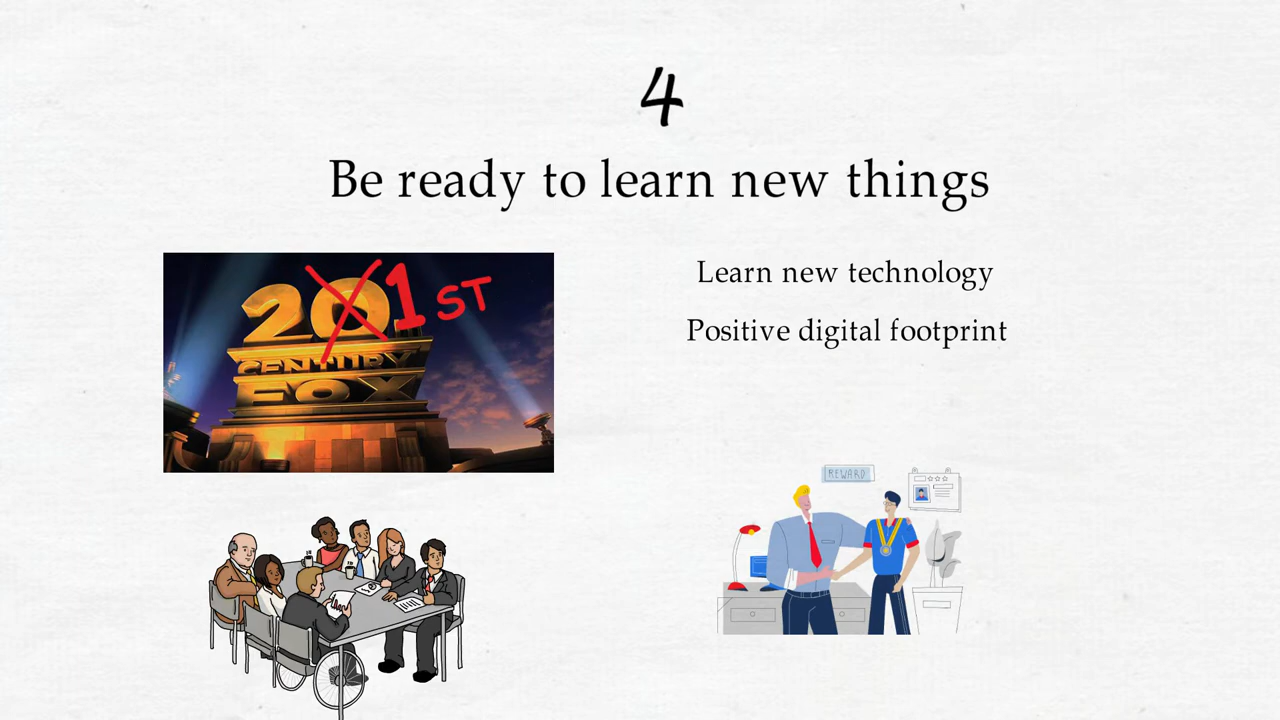 4
Be ready to learn new things
20 1ST
CENTURY
FOX
Learn new technology
Positive digital footprint
REWARD